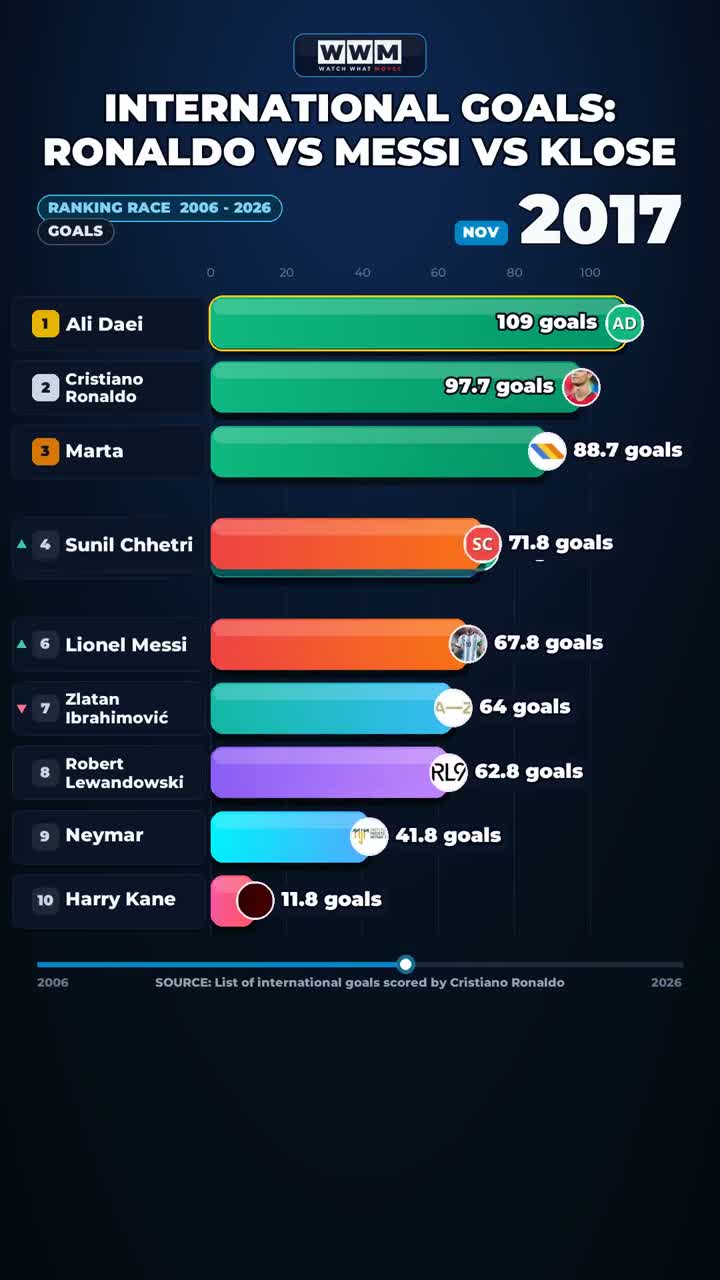 WWM
WATCH WHAT MOVES
INTERNATIONAL GOALS:
RONALDO VS MESSI VS KLOSE
RANKING RACE 2006 - 2026
GOALS
NOV 2017
0 20 40 60 80 100
1 Ali Daei 109 goals AD
2 Cristiano
Ronaldo 97.7 goals
3 Marta 88.7 goals
4 Sunil Chhetri SC 71.8 goals
6 Lionel Messi 67.8 goals
7 Zlatan
Ibrahimović A—Z 64 goals
8 Robert
Lewandowski RL9 62.8 goals
9 Neymar 41.8 goals
10 Harry Kane 11.8 goals
2006 SOURCE: List of international goals scored by Cristiano Ronaldo 2026